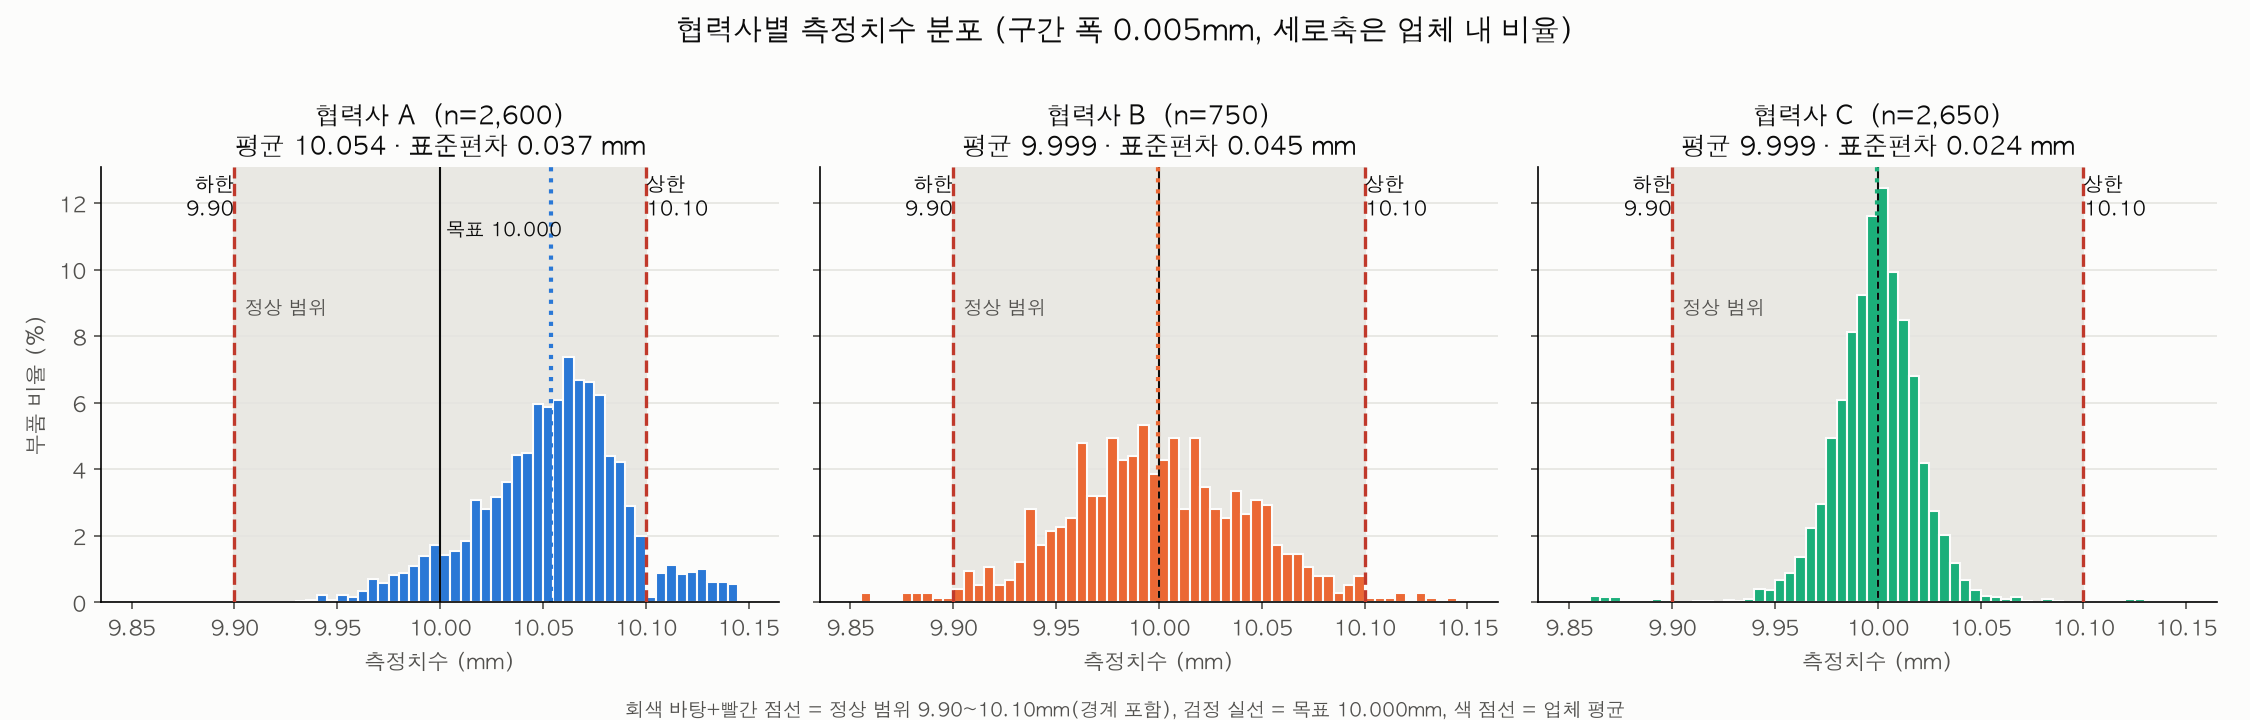 협력사별 측정치수 분포 (구간 폭 0.005mm, 세로축은 업체 내 비율)
협력사 A (n=2,600)
평균 10.054 · 표준편차 0.037 mm
하한
9.90
상한
10.10
목표 10.000
정상 범위
부품 비율 (%)
12
10
8
6
4
2
0
9.85 9.90 9.95 10.00 10.05 10.10 10.15
측정치수 (mm)
협력사 B (n=750)
평균 9.999 · 표준편차 0.045 mm
하한
9.90
상한
10.10
정상 범위
9.85 9.90 9.95 10.00 10.05 10.10 10.15
측정치수 (mm)
협력사 C (n=2,650)
평균 9.999 · 표준편차 0.024 mm
하한
9.90
상한
10.10
정상 범위
9.85 9.90 9.95 10.00 10.05 10.10 10.15
측정치수 (mm)
회색 바탕+빨간 점선 = 정상 범위 9.90~10.10mm(경계 포함), 검정 실선 = 목표 10.000mm, 색 점선 = 업체 평균